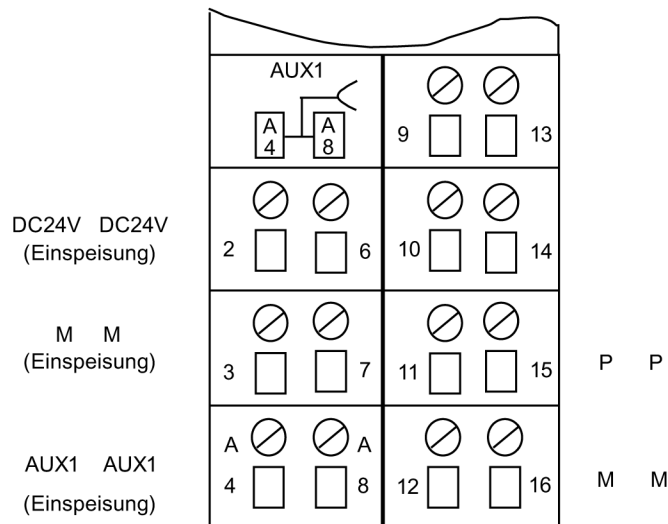 AUX1
A A
4 8
9 13
DC24V DC24V
(Einspeisung)
2 6 10 14
M M
(Einspeisung)
3 7 11 15 P P
A A
AUX1 AUX1
4 8 12 16 M M
(Einspeisung)